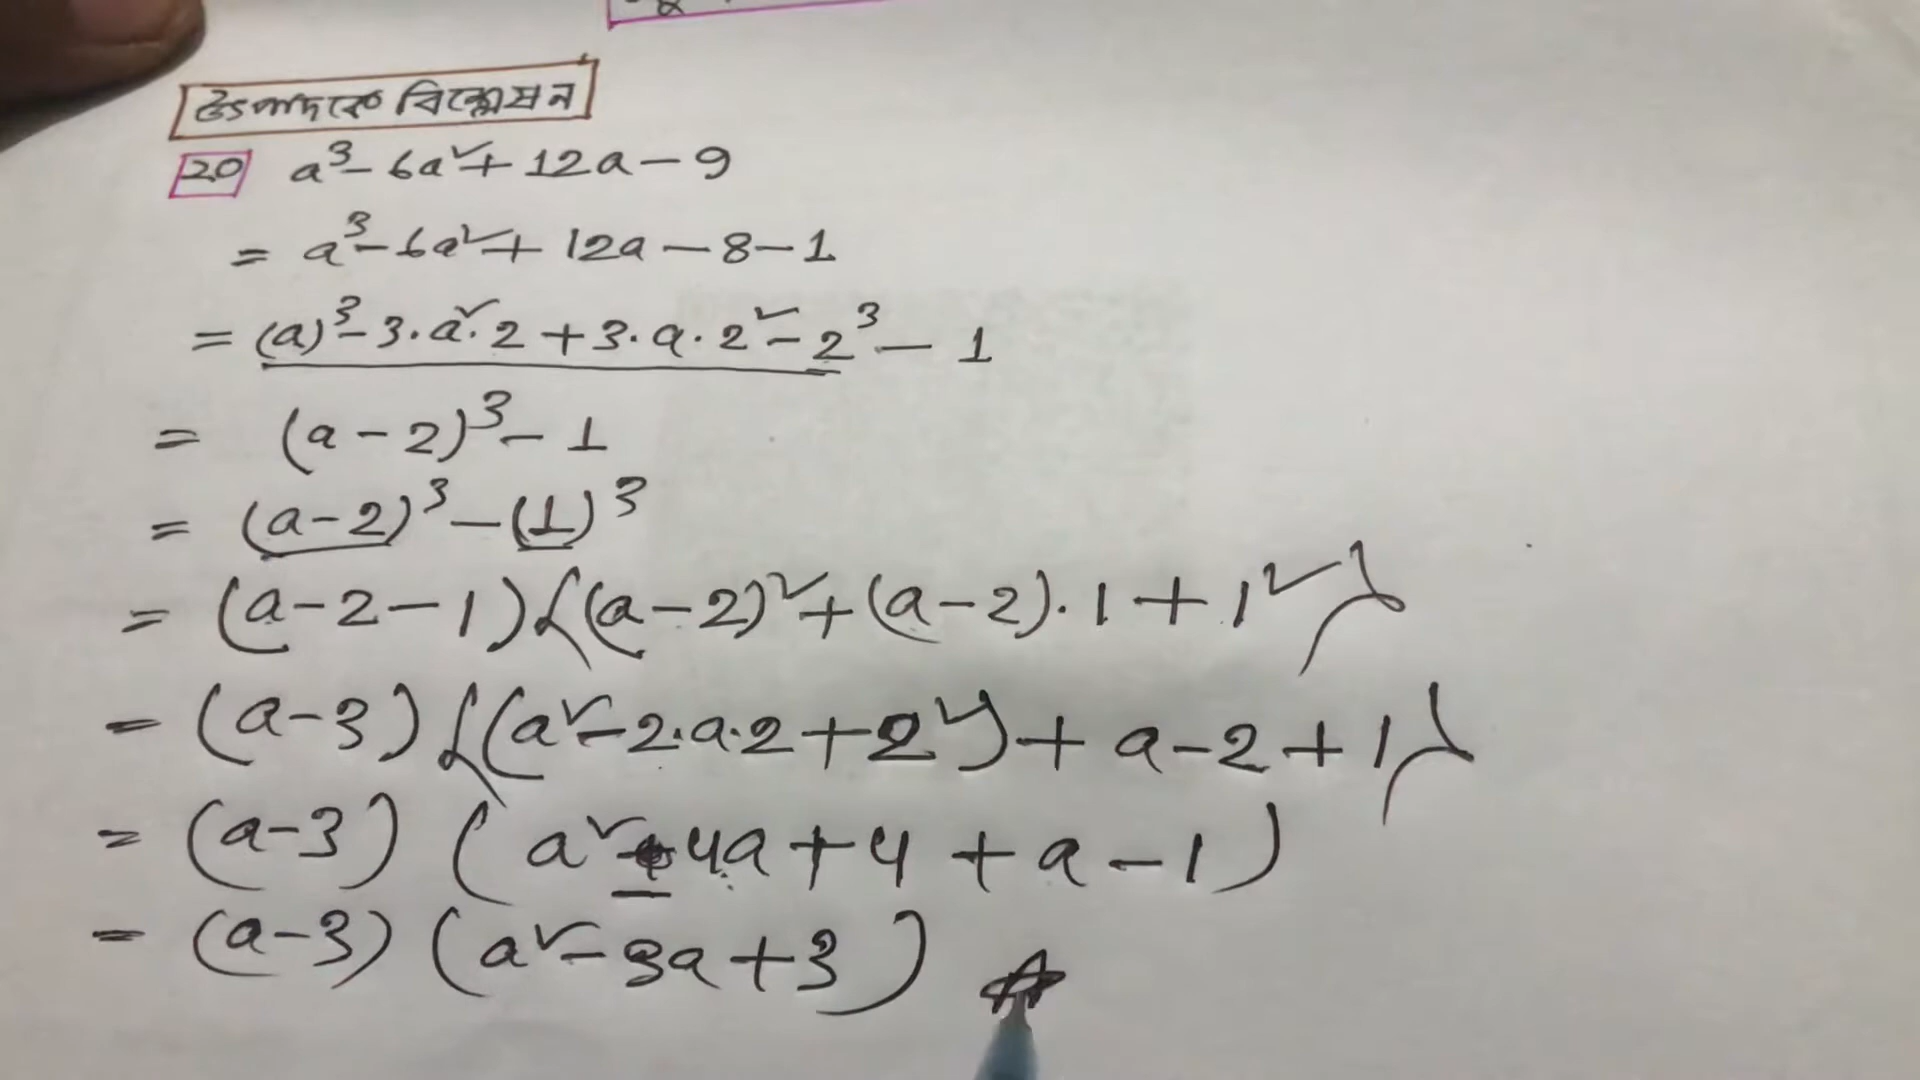 উৎপাদকে বিশ্লেষন
20 a³ - 6a² + 12a - 9
= a³ - 6a² + 12a - 8 - 1
= (a)³ - 3·a²·2 + 3·a·2² - 2³ - 1
= (a - 2)³ - 1
= (a - 2)³ - (1)³
= (a - 2 - 1) {(a - 2)² + (a - 2)·1 + 1²}
= (a - 3) {(a² - 2·a·2 + 2²) + a - 2 + 1}
= (a - 3) (a² - 4a + 4 + a - 1)
= (a - 3) (a² - 3a + 3)